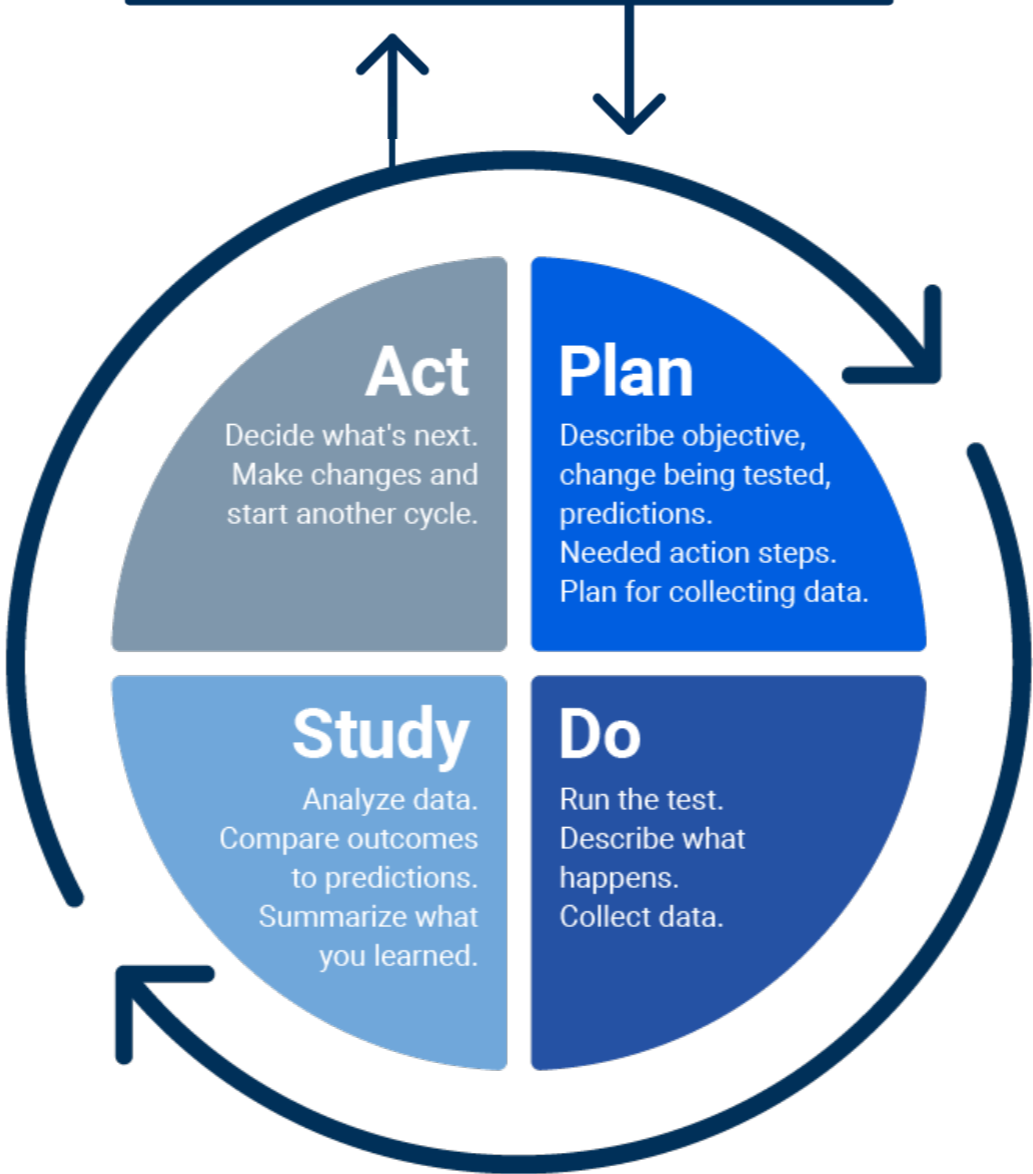 Act
Decide what's next.
Make changes and
start another cycle.
Plan
Describe objective,
change being tested,
predictions.
Needed action steps.
Plan for collecting data.
Study
Analyze data.
Compare outcomes
to predictions.
Summarize what
you learned.
Do
Run the test.
Describe what
happens.
Collect data.